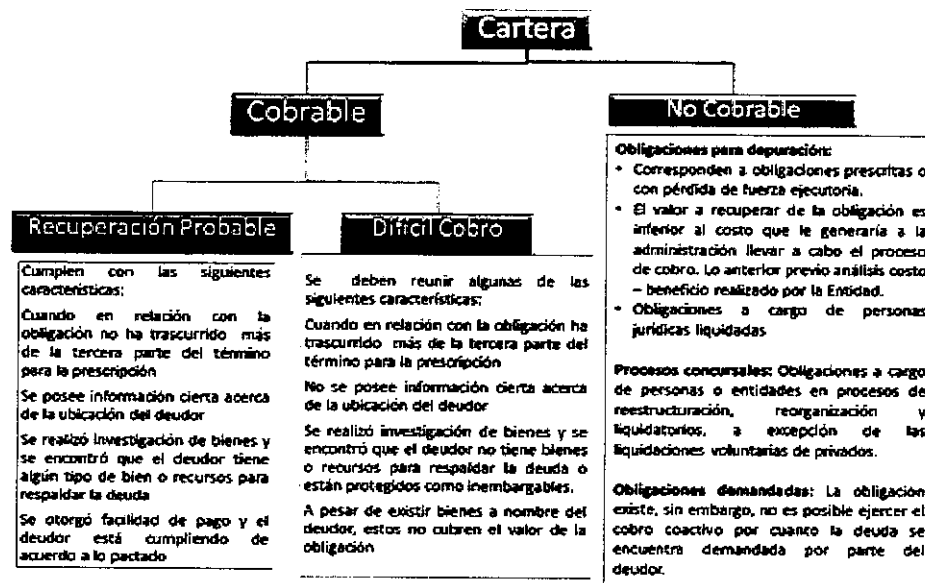 Cartera
Cobrable
No Cobrable
Recuperación Probable
Difícil Cobro
Cumplen con las siguientes
características:
Cuando en relación con la
obligación no ha trascurrido más
de la tercera parte del término
para la prescripción
Se posee información cierta acerca
de la ubicación del deudor
Se realizó investigación de bienes y
se encontró que el deudor tiene
algún tipo de bien o recursos para
respaldar la deuda
Se otorgó facilidad de pago y el
deudor está cumpliendo de
acuerdo a lo pactado
Se deben reunir algunas de las
siguientes características:
Cuando en relación con la obligación ha
trascurrido más de la tercera parte del
término para la prescripción
No se posee información cierta acerca
de la ubicación del deudor
Se realizó investigación de bienes y se
encontró que el deudor no tiene bienes
o recursos para respaldar la deuda o
están protegidos como inembargables.
A pesar de existir bienes a nombre del
deudor, estos no cubren el valor de la
obligación
Obligaciones para depuración:
• Corresponden a obligaciones prescritas o
con pérdida de fuerza ejecutoria.
• El valor a recuperar de la obligación es
inferior al costo que le generaría a la
administración llevar a cabo el proceso
de cobro. Lo anterior previo análisis costo
– beneficio realizado por la Entidad.
• Obligaciones a cargo de personas
jurídicas liquidadas
Procesos concursales: Obligaciones a cargo
de personas o entidades en procesos de
reestructuración, reorganización y
liquidatorios, a excepción de las
liquidaciones voluntarias de privados.
Obligaciones demandadas: La obligación
existe, sin embargo, no es posible ejercer el
cobro coactivo por cuanto la deuda se
encuentra demandada por parte del
deudor.